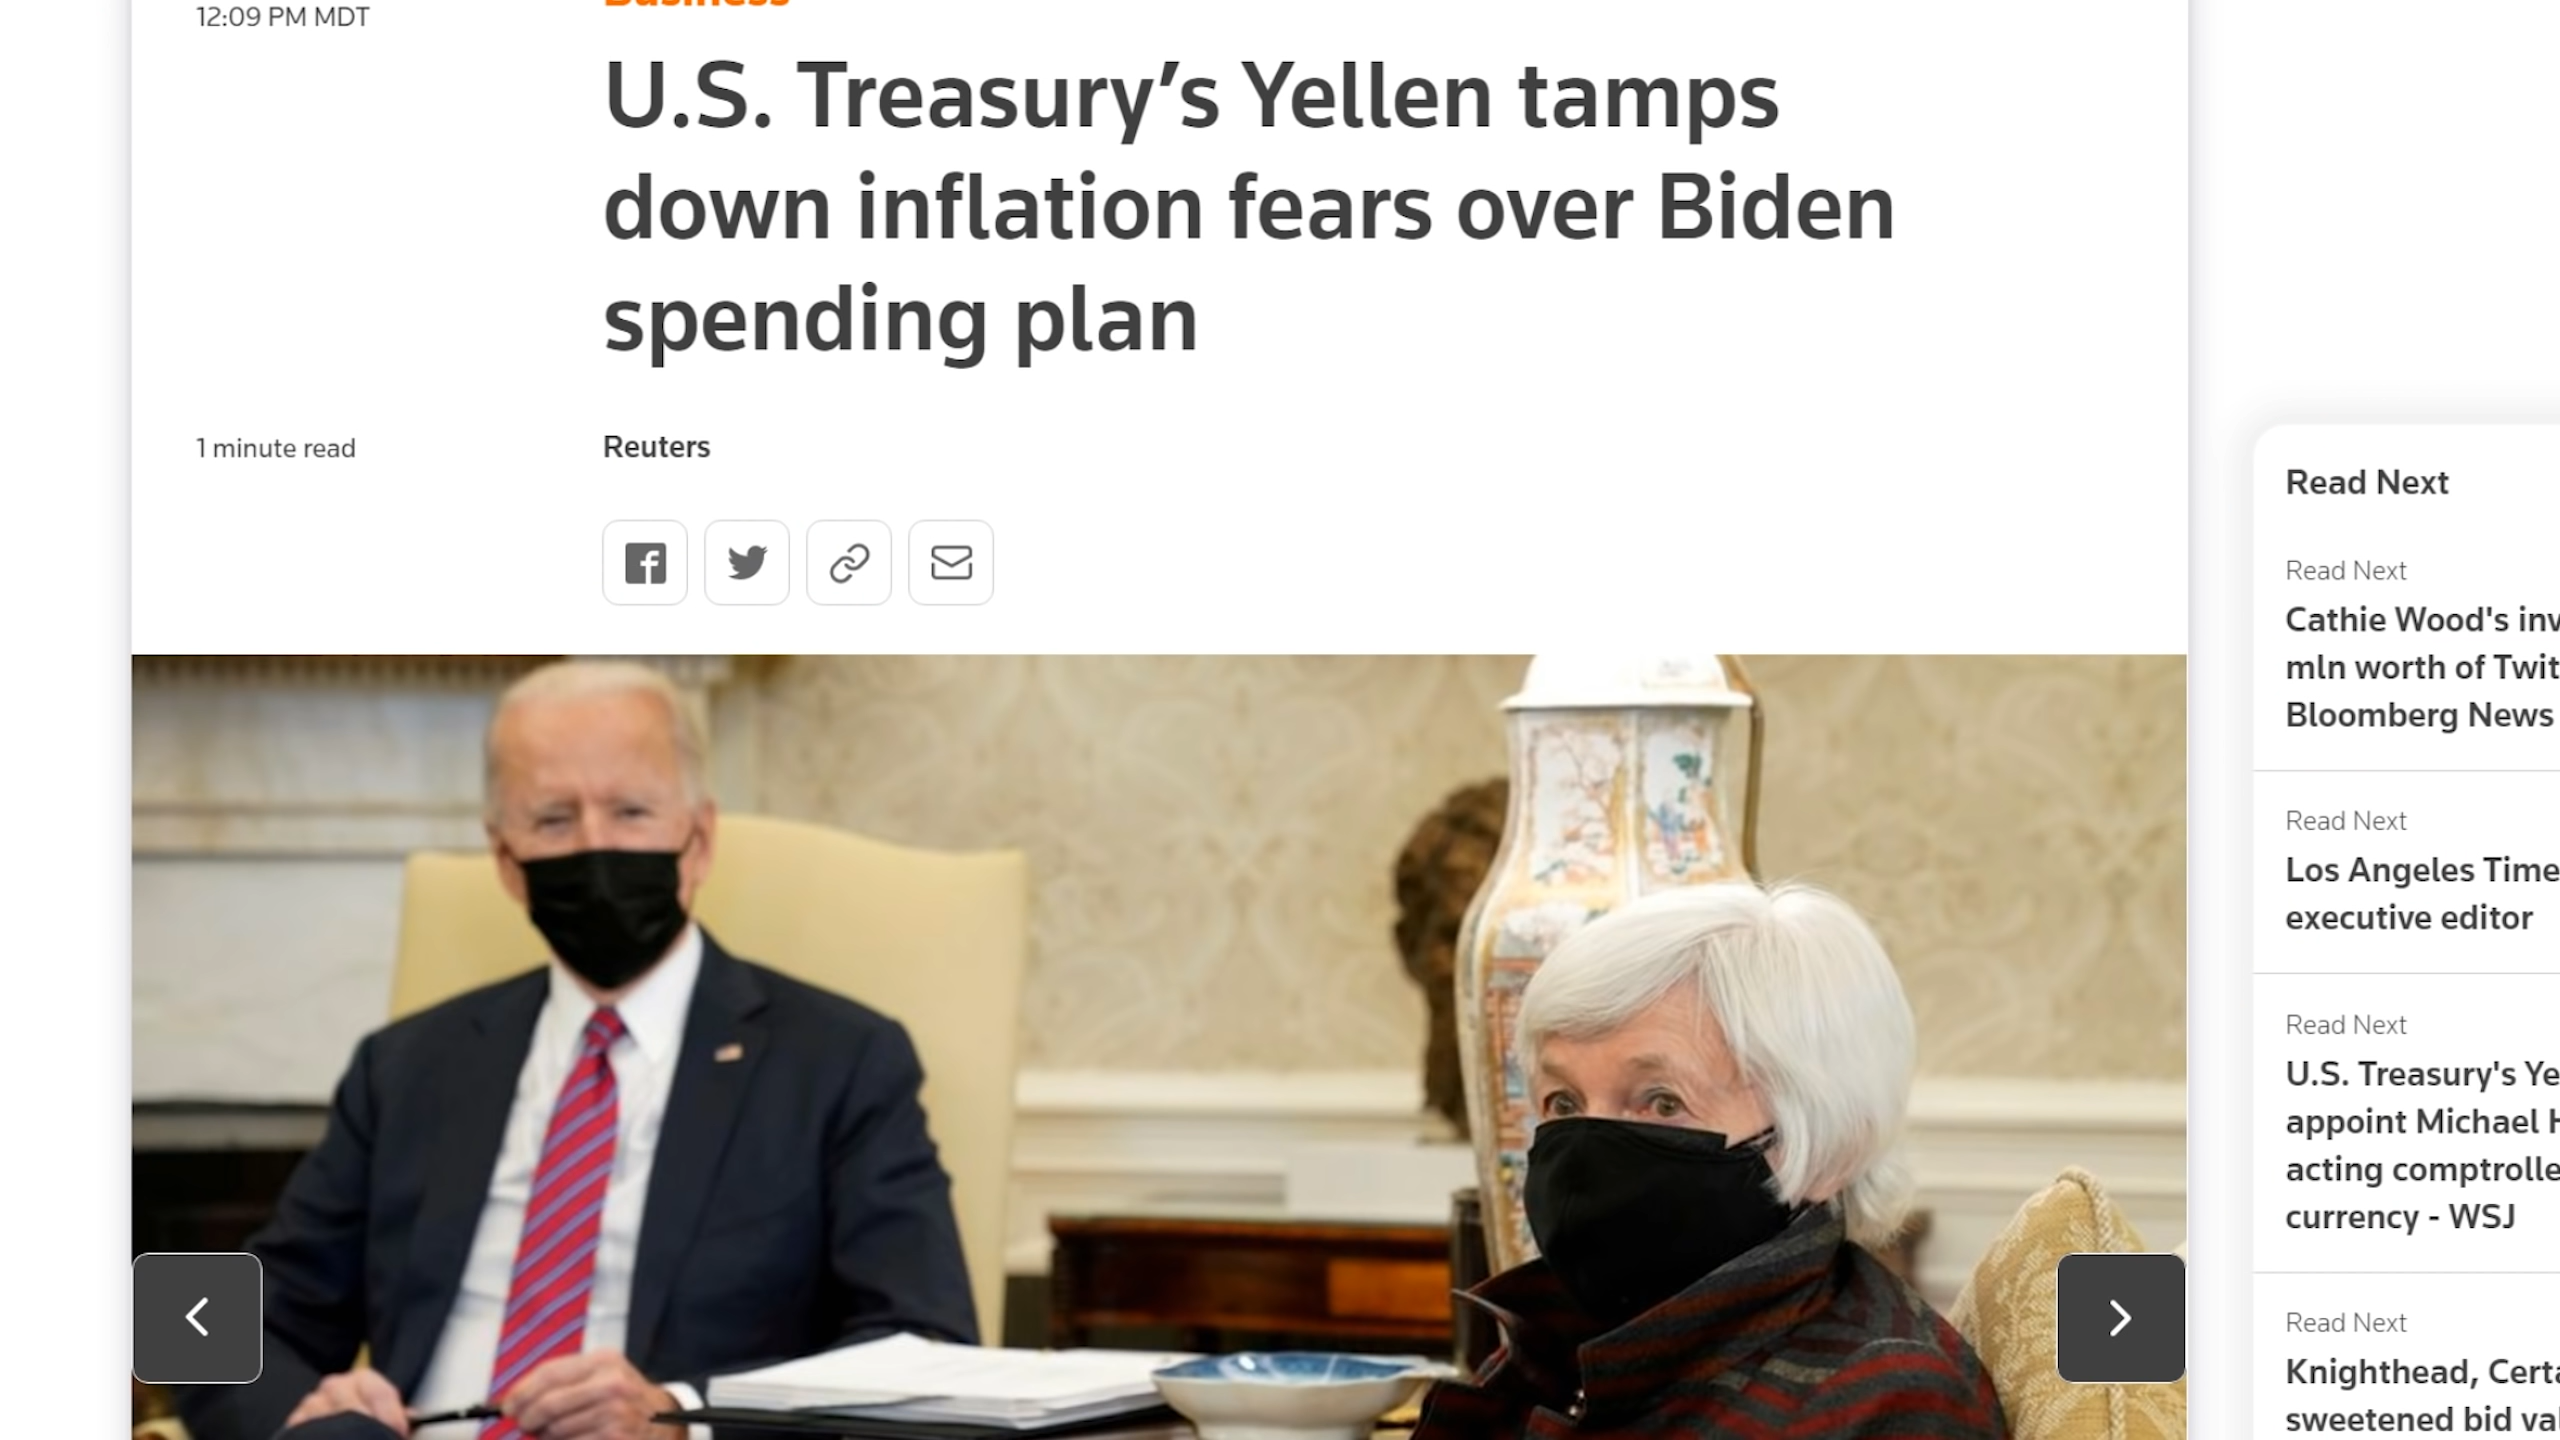 12:09 PM MDT
Business
U.S. Treasury’s Yellen tamps
down inflation fears over Biden
spending plan
1 minute read
Reuters
Read Next
Read Next
Cathie Wood's inv
mln worth of Twit
Bloomberg News
Read Next
Los Angeles Time
executive editor
Read Next
U.S. Treasury's Ye
appoint Michael H
acting comptrolle
currency - WSJ
Read Next
Knighthead, Certa
sweetened bid val